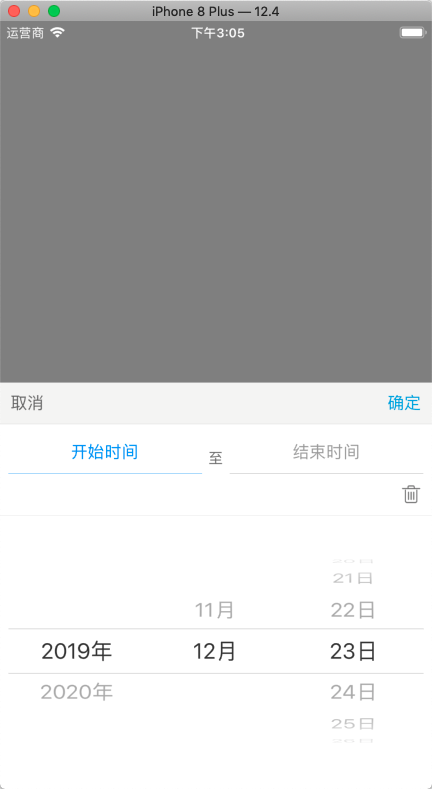 iPhone 8 Plus — 12.4
运营商 下午3:05
取消 确定
开始时间 至 结束时间
21日
11月 22日
2019年 12月 23日
2020年 24日
25日